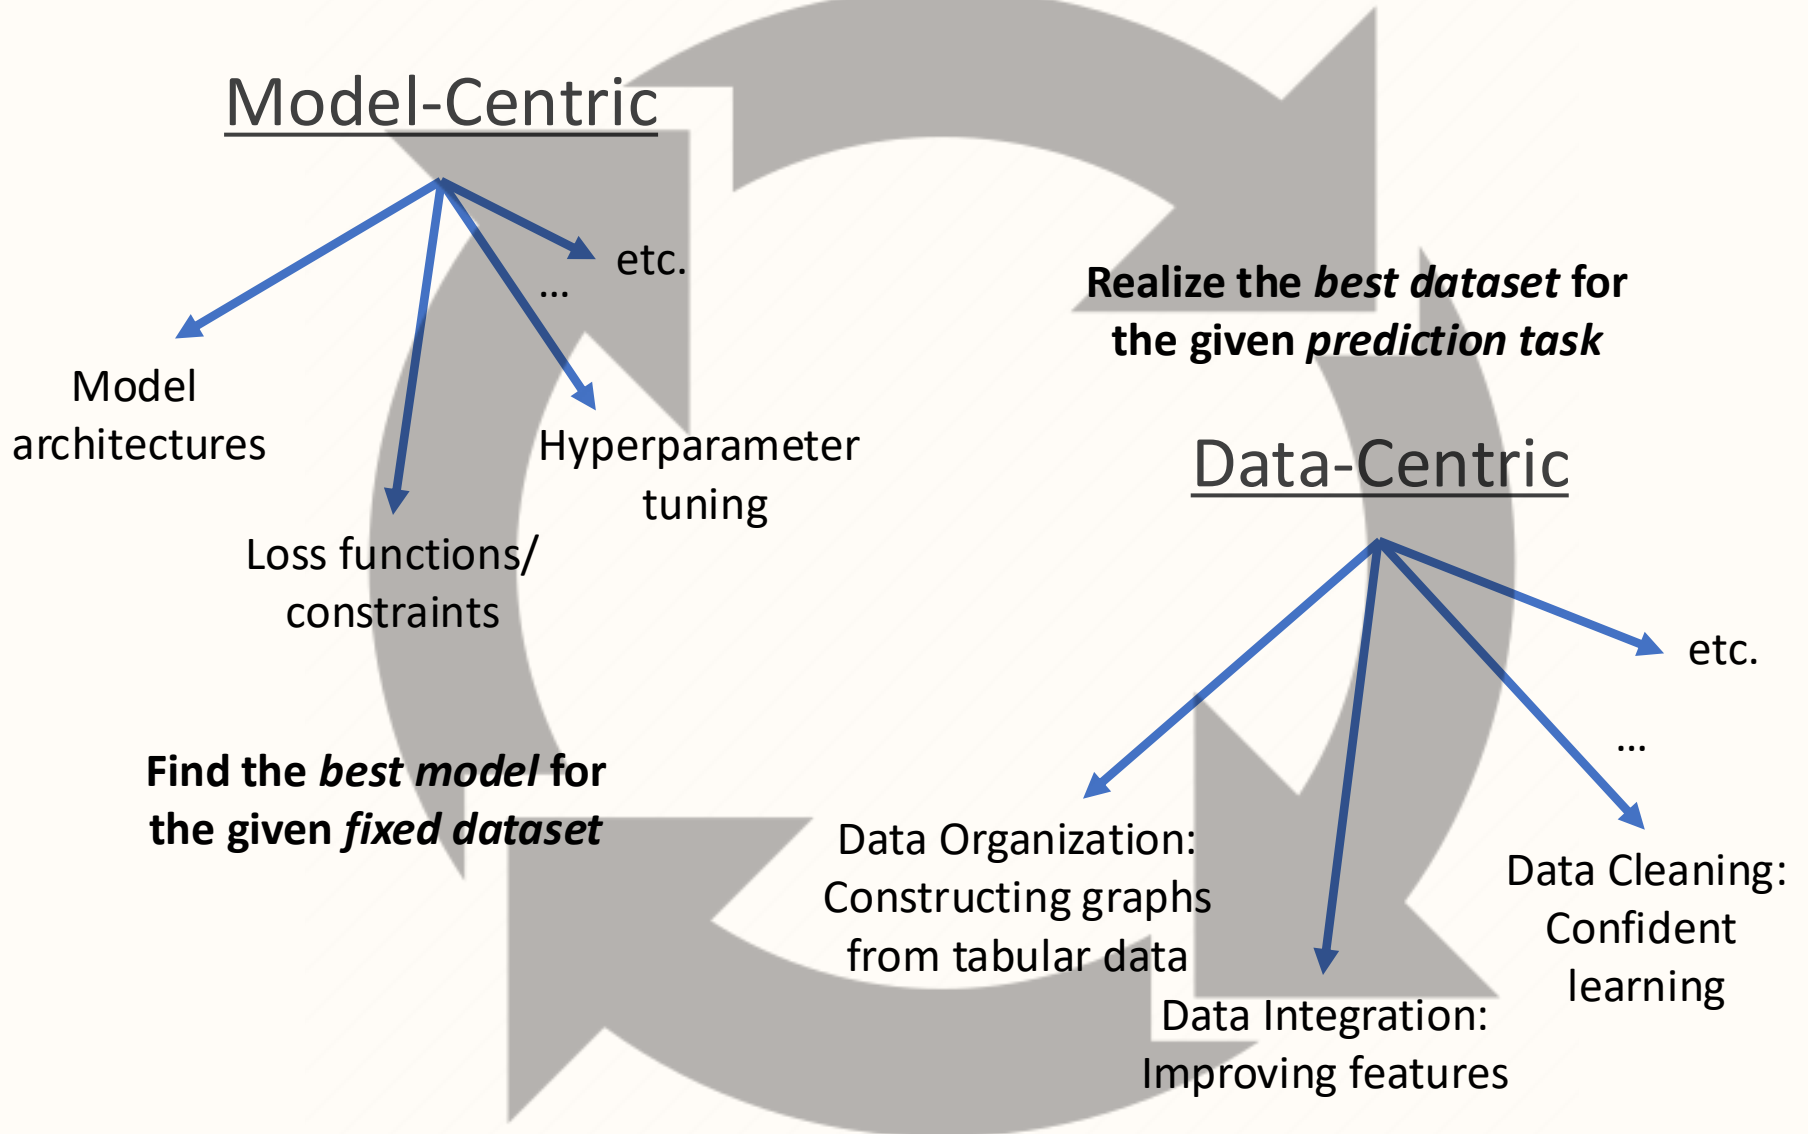 Model-Centric
etc.
...
Model
architectures
Hyperparameter
tuning
Loss functions/
constraints
Find the best model for
the given fixed dataset
Realize the best dataset for
the given prediction task
Data-Centric
etc.
...
Data Organization:
Constructing graphs
from tabular data
Data Cleaning:
Confident
learning
Data Integration:
Improving features